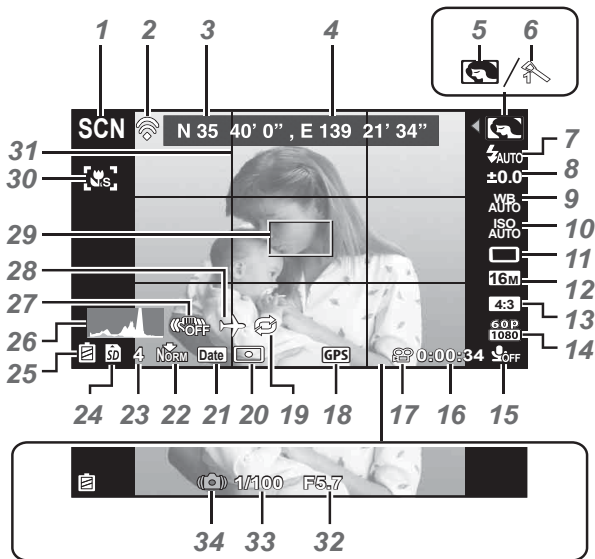 1 2 3 4 5 6
SCN N 35 40' 0" , E 139 21' 34"
/
AUTO
±0.0
WB
AUTO
ISO
AUTO
16M
4:3
60P
1080
OFF
7
8
9
10
11
12
13
14
31
30
S
29
28
27
OFF
26
25
SD 4 NORM Date GPS 0:00:34
24 23 22 21 20 19 18 17 16 15
1/100 F5.7
34 33 32